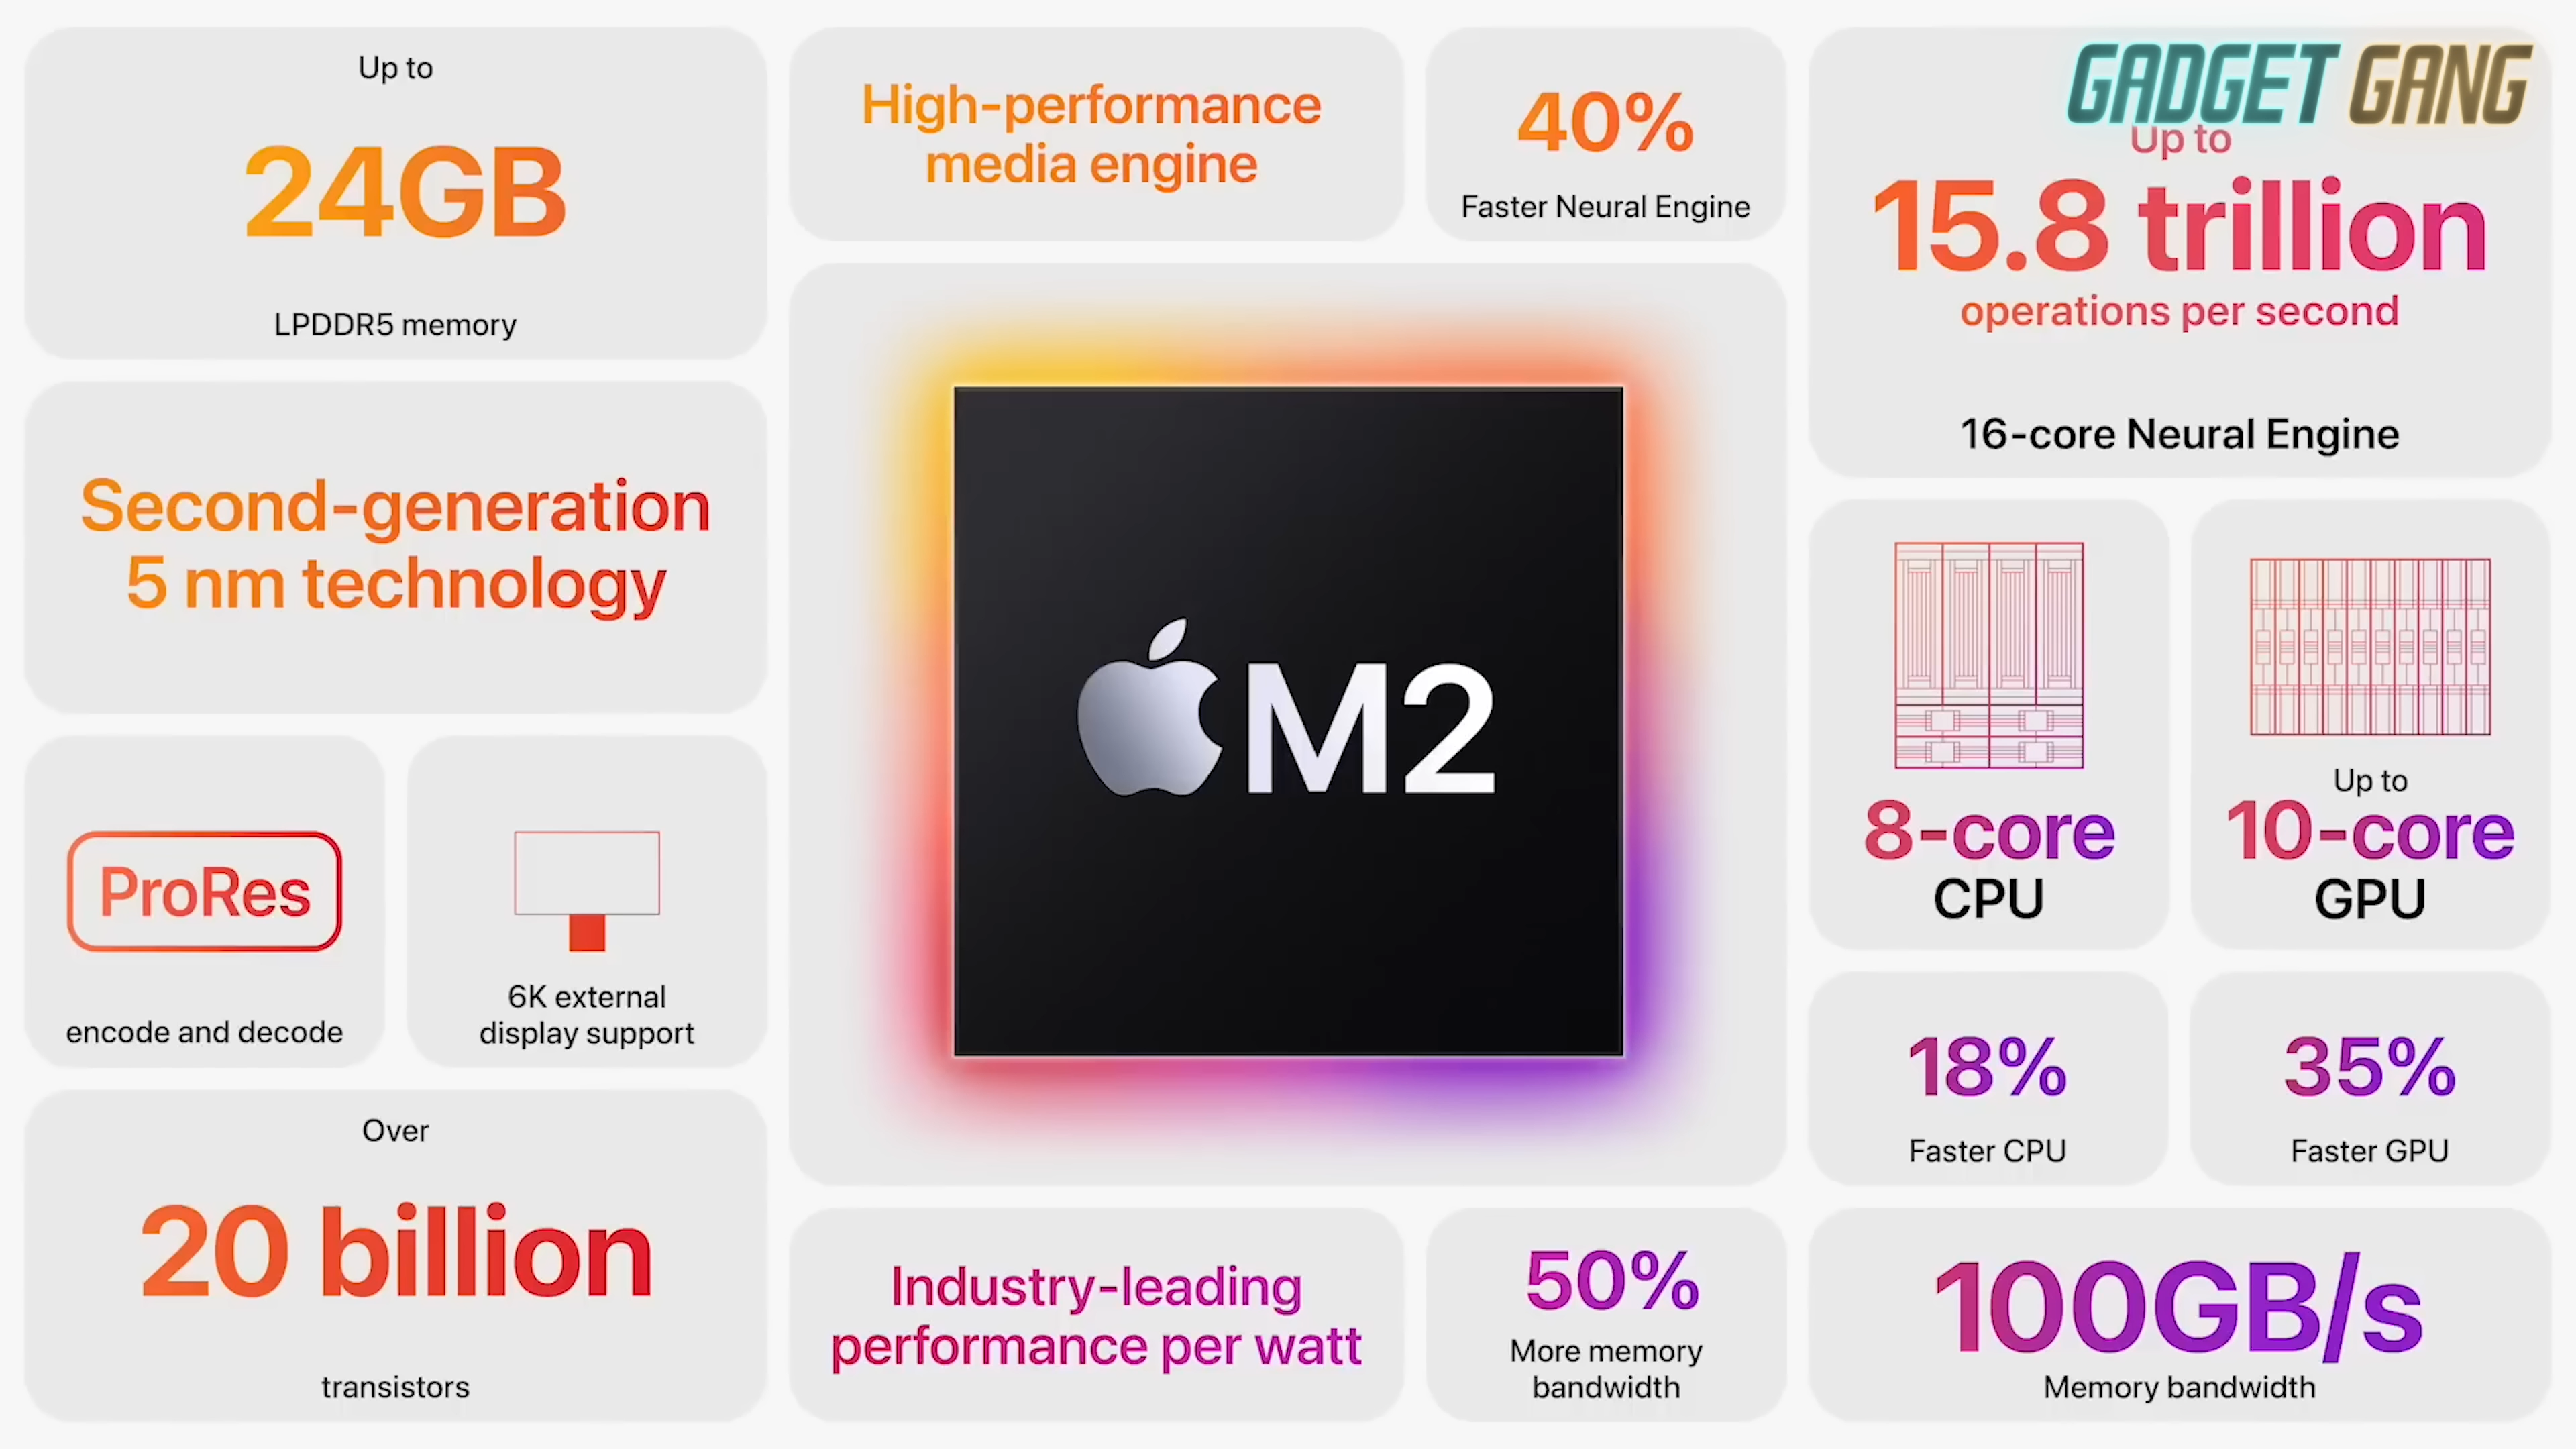 Up to
24GB
LPDDR5 memory
Second-generation
5 nm technology
ProRes
encode and decode
6K external
display support
Over
20 billion
transistors
High-performance
media engine
40%
Faster Neural Engine
M2
Industry-leading
performance per watt
50%
More memory
bandwidth
GADGET GANG
Up to
15.8 trillion
operations per second
16-core Neural Engine
8-core
CPU
Up to
10-core
GPU
18%
Faster CPU
35%
Faster GPU
100GB/s
Memory bandwidth